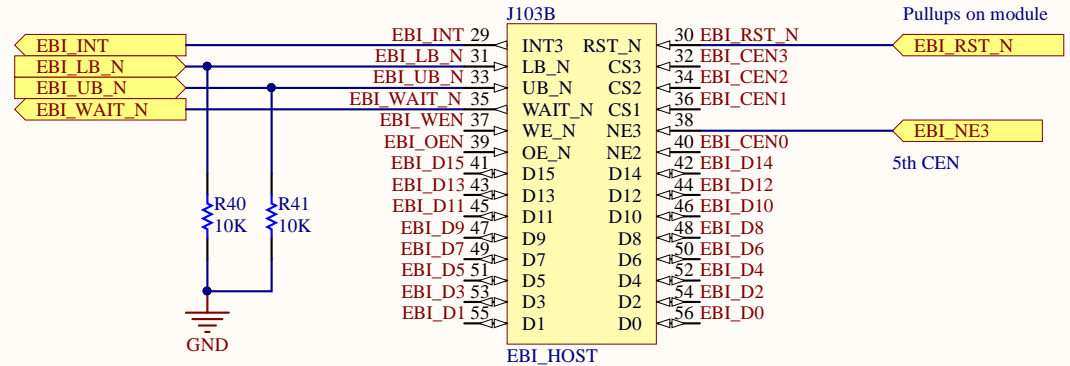 J103B
Pullups on module
EBI_INT EBI_INT 29 INT3 RST_N 30 EBI_RST_N EBI_RST_N
EBI_LB_N EBI_LB_N 31 LB_N CS3 32 EBI_CEN3
EBI_UB_N EBI_UB_N 33 UB_N CS2 34 EBI_CEN2
EBI_WAIT_N EBI_WAIT_N 35 WAIT_N CS1 36 EBI_CEN1
EBI_WEN 37 WE_N NE3 38 EBI_NE3
EBI_OEN 39 OE_N NE2 40 EBI_CEN0
5th CEN
EBI_D15 41 D15 D14 42 EBI_D14
EBI_D13 43 D13 D12 44 EBI_D12
EBI_D11 45 D11 D10 46 EBI_D10
EBI_D9 47 D9 D8 48 EBI_D8
EBI_D7 49 D7 D6 50 EBI_D6
EBI_D5 51 D5 D4 52 EBI_D4
EBI_D3 53 D3 D2 54 EBI_D2
EBI_D1 55 D1 D0 56 EBI_D0
R40
10K
R41
10K
GND
EBI_HOST